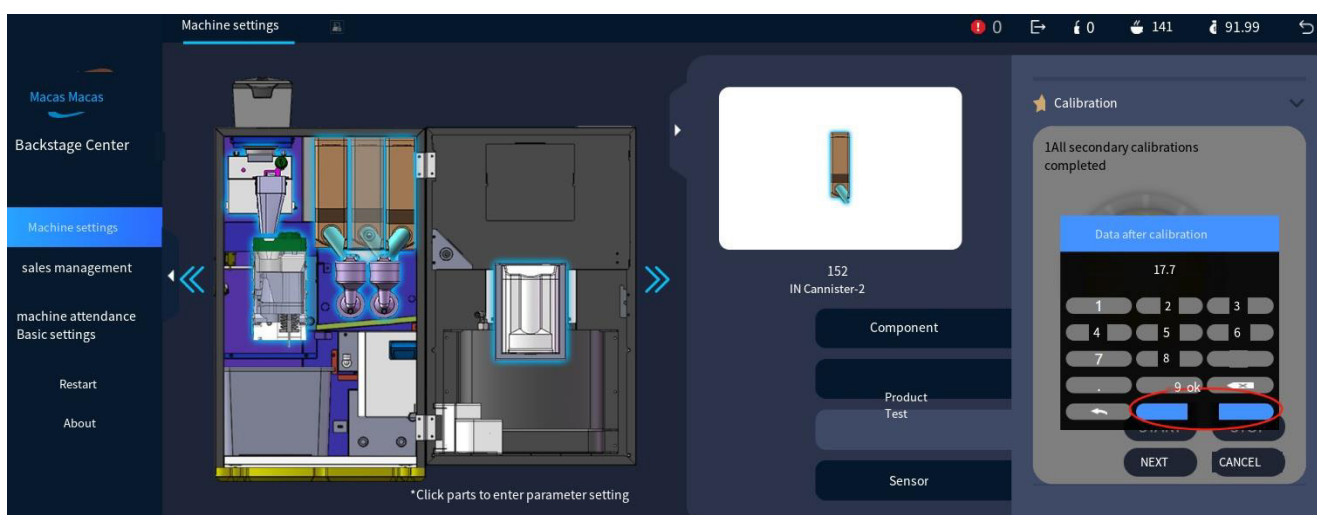 Machine settings
0
0
141
91.99
Macas Macas
Backstage Center
Machine settings
sales management
machine attendance
Basic settings
Restart
About
*Click parts to enter parameter setting
152
IN Cannister-2
Component
Product
Test
Sensor
Calibration
1All secondary calibrations
completed
Data after calibration
17.7
1 2 3
4 5 6
7 8
. 9 ok
NEXT CANCEL